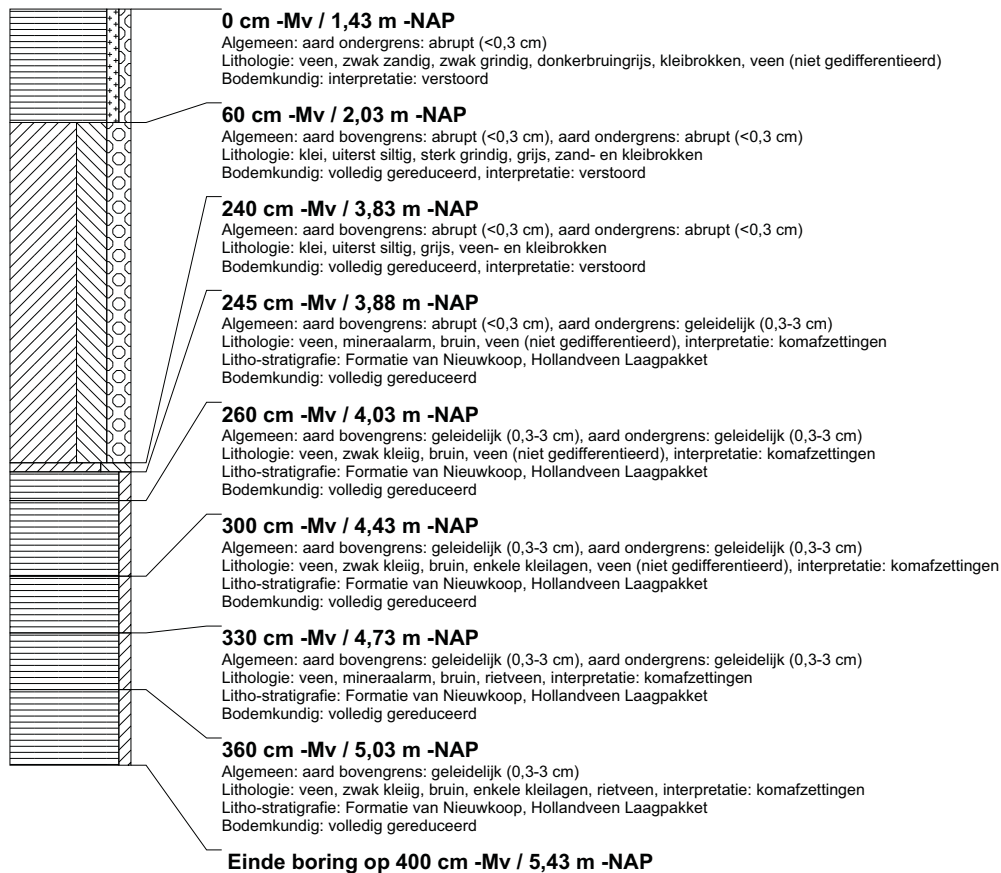 0 cm -Mv / 1,43 m -NAP
Algemeen: aard ondergrens: abrupt (<0,3 cm)
Lithologie: veen, zwak zandig, zwak grindig, donkerbruingrijs, kleibrokken, veen (niet gedifferentieerd)
Bodemkundig: interpretatie: verstoord
60 cm -Mv / 2,03 m -NAP
Algemeen: aard bovengrens: abrupt (<0,3 cm), aard ondergrens: abrupt (<0,3 cm)
Lithologie: klei, uiterst siltig, sterk grindig, grijs, zand- en kleibrokken
Bodemkundig: volledig gereduceerd, interpretatie: verstoord
240 cm -Mv / 3,83 m -NAP
Algemeen: aard bovengrens: abrupt (<0,3 cm), aard ondergrens: abrupt (<0,3 cm)
Lithologie: klei, uiterst siltig, grijs, veen- en kleibrokken
Bodemkundig: volledig gereduceerd, interpretatie: verstoord
245 cm -Mv / 3,88 m -NAP
Algemeen: aard bovengrens: abrupt (<0,3 cm), aard ondergrens: geleidelijk (0,3-3 cm)
Lithologie: veen, mineraalarm, bruin, veen (niet gedifferentieerd), interpretatie: komafzettingen
Litho-stratigrafie: Formatie van Nieuwkoop, Hollandveen Laagpakket
Bodemkundig: volledig gereduceerd
260 cm -Mv / 4,03 m -NAP
Algemeen: aard bovengrens: geleidelijk (0,3-3 cm), aard ondergrens: geleidelijk (0,3-3 cm)
Lithologie: veen, zwak kleiig, bruin, veen (niet gedifferentieerd), interpretatie: komafzettingen
Litho-stratigrafie: Formatie van Nieuwkoop, Hollandveen Laagpakket
Bodemkundig: volledig gereduceerd
300 cm -Mv / 4,43 m -NAP
Algemeen: aard bovengrens: geleidelijk (0,3-3 cm), aard ondergrens: geleidelijk (0,3-3 cm)
Lithologie: veen, zwak kleiig, bruin, enkele kleilagen, veen (niet gedifferentieerd), interpretatie: komafzettingen
Litho-stratigrafie: Formatie van Nieuwkoop, Hollandveen Laagpakket
Bodemkundig: volledig gereduceerd
330 cm -Mv / 4,73 m -NAP
Algemeen: aard bovengrens: geleidelijk (0,3-3 cm), aard ondergrens: geleidelijk (0,3-3 cm)
Lithologie: veen, mineraalarm, bruin, rietveen, interpretatie: komafzettingen
Litho-stratigrafie: Formatie van Nieuwkoop, Hollandveen Laagpakket
Bodemkundig: volledig gereduceerd
360 cm -Mv / 5,03 m -NAP
Algemeen: aard bovengrens: geleidelijk (0,3-3 cm)
Lithologie: veen, zwak kleiig, bruin, enkele kleilagen, rietveen, interpretatie: komafzettingen
Litho-stratigrafie: Formatie van Nieuwkoop, Hollandveen Laagpakket
Bodemkundig: volledig gereduceerd
Einde boring op 400 cm -Mv / 5,43 m -NAP